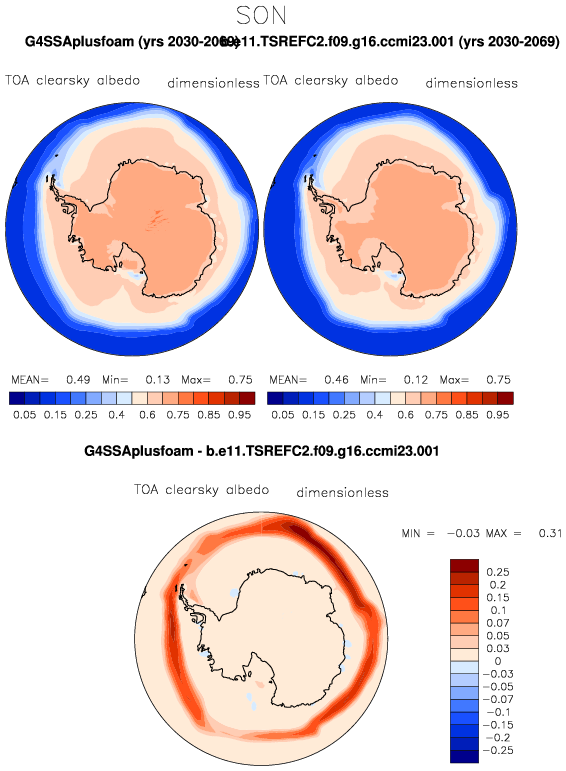 SON
G4SSAplusfoam (yrs 2030-2069) b.e11.TSREFC2.f09.g16.ccmi23.001 (yrs 2030-2069)
TOA clearsky albedo dimensionless TOA clearsky albedo dimensionless
MEAN= 0.49 Min= 0.13 Max= 0.75 MEAN= 0.46 Min= 0.12 Max= 0.75
0.05 0.15 0.25 0.4 0.6 0.75 0.85 0.95 0.05 0.15 0.25 0.4 0.6 0.75 0.85 0.95
G4SSAplusfoam - b.e11.TSREFC2.f09.g16.ccmi23.001
TOA clearsky albedo dimensionless
MIN = -0.03 MAX = 0.31
0.25
0.2
0.15
0.1
0.07
0.05
0.03
0
-0.03
-0.05
-0.07
-0.1
-0.15
-0.2
-0.25